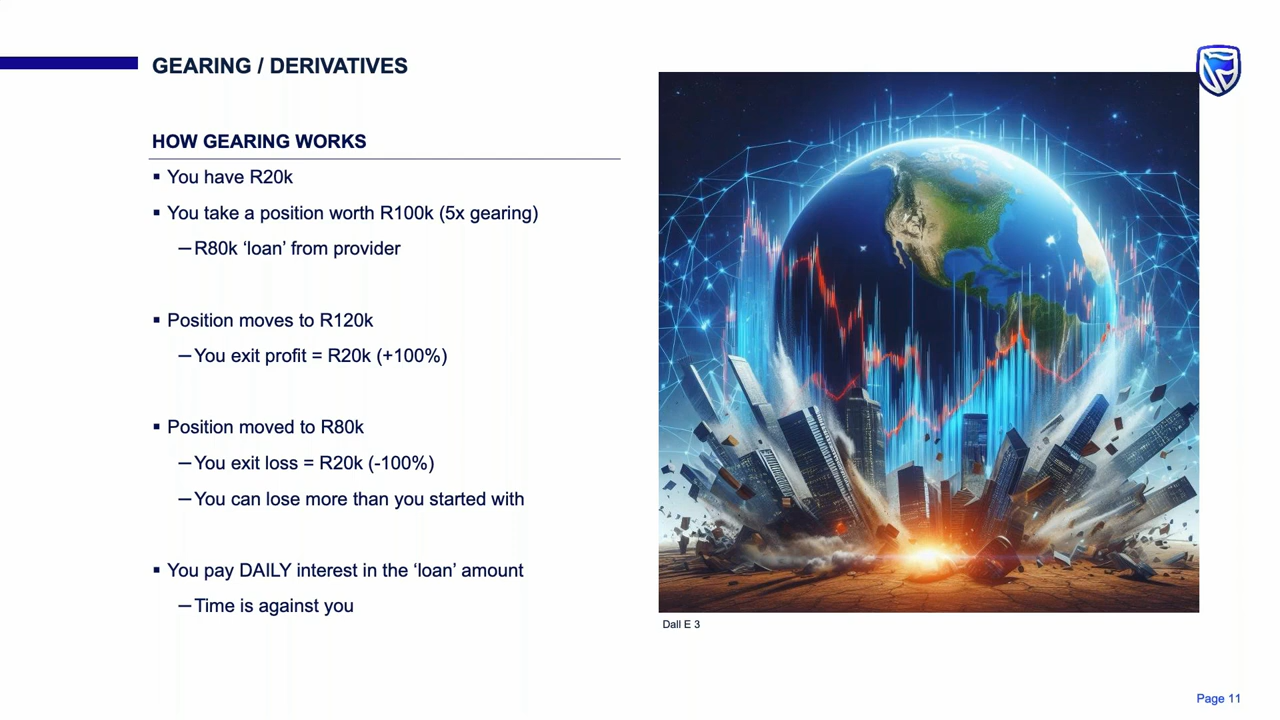 GEARING / DERIVATIVES
HOW GEARING WORKS
▪ You have R20k
▪ You take a position worth R100k (5x gearing)
– R80k ‘loan’ from provider
▪ Position moves to R120k
– You exit profit = R20k (+100%)
▪ Position moved to R80k
– You exit loss = R20k (-100%)
– You can lose more than you started with
▪ You pay DAILY interest in the ‘loan’ amount
– Time is against you
Dall E 3
Page 11